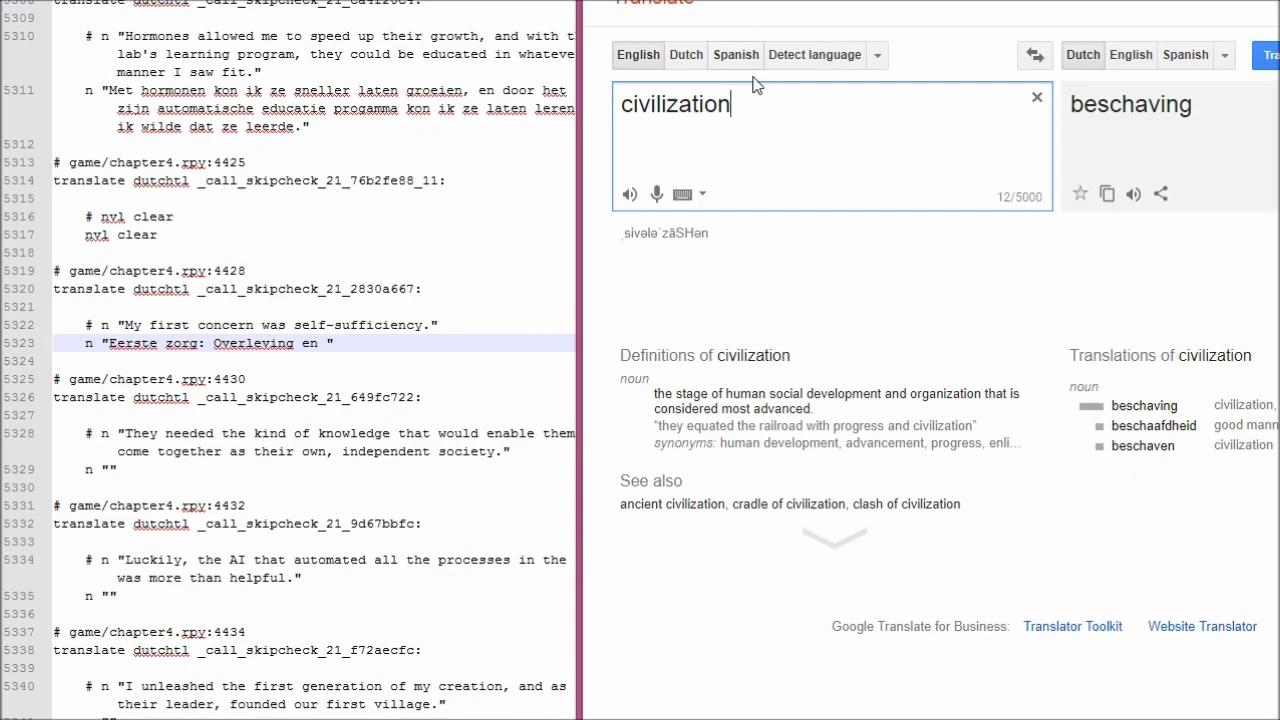 5309
5310 # n "Hormones allowed me to speed up their growth, and with t
lab's learning program, they could be educated in whateve
manner I saw fit."
5311 n "Met hormonen kon ik ze sneller laten groeien, en door het
zijn automatische educatie progamma kon ik ze laten leren
ik wilde dat ze leerde."
5312
5313 # game/chapter4.rpy:4425
5314 translate dutchtl _call_skipcheck_21_76b2fe88_11:
5315
5316 # nvl clear
5317 nvl clear
5318
5319 # game/chapter4.rpy:4428
5320 translate dutchtl _call_skipcheck_21_2830a667:
5321
5322 # n "My first concern was self-sufficiency."
5323 n "Eerste zorg: Overleving en "
5324
5325 # game/chapter4.rpy:4430
5326 translate dutchtl _call_skipcheck_21_649fc722:
5327
5328 # n "They needed the kind of knowledge that would enable them
come together as their own, independent society."
5329 n ""
5330
5331 # game/chapter4.rpy:4432
5332 translate dutchtl _call_skipcheck_21_9d67bbfc:
5333
5334 # n "Luckily, the AI that automated all the processes in the
was more than helpful."
5335 n ""
5336
5337 # game/chapter4.rpy:4434
5338 translate dutchtl _call_skipcheck_21_f72aecfc:
5339
5340 # n "I unleashed the first generation of my creation, and as
their leader, founded our first village."
English Dutch Spanish Detect language
Dutch English Spanish Tra
civilization
beschaving
12/5000
ˌsivələˈzāSHən
Definitions of civilization
noun
the stage of human social development and organization that is
considered most advanced.
“they equated the railroad with progress and civilization”
synonyms: human development, advancement, progress, enli...
See also
ancient civilization, cradle of civilization, clash of civilization
Translations of civilization
noun
beschaving civilization,
beschaafdheid good mann
beschaven civilization
Google Translate for Business: Translator Toolkit Website Translator